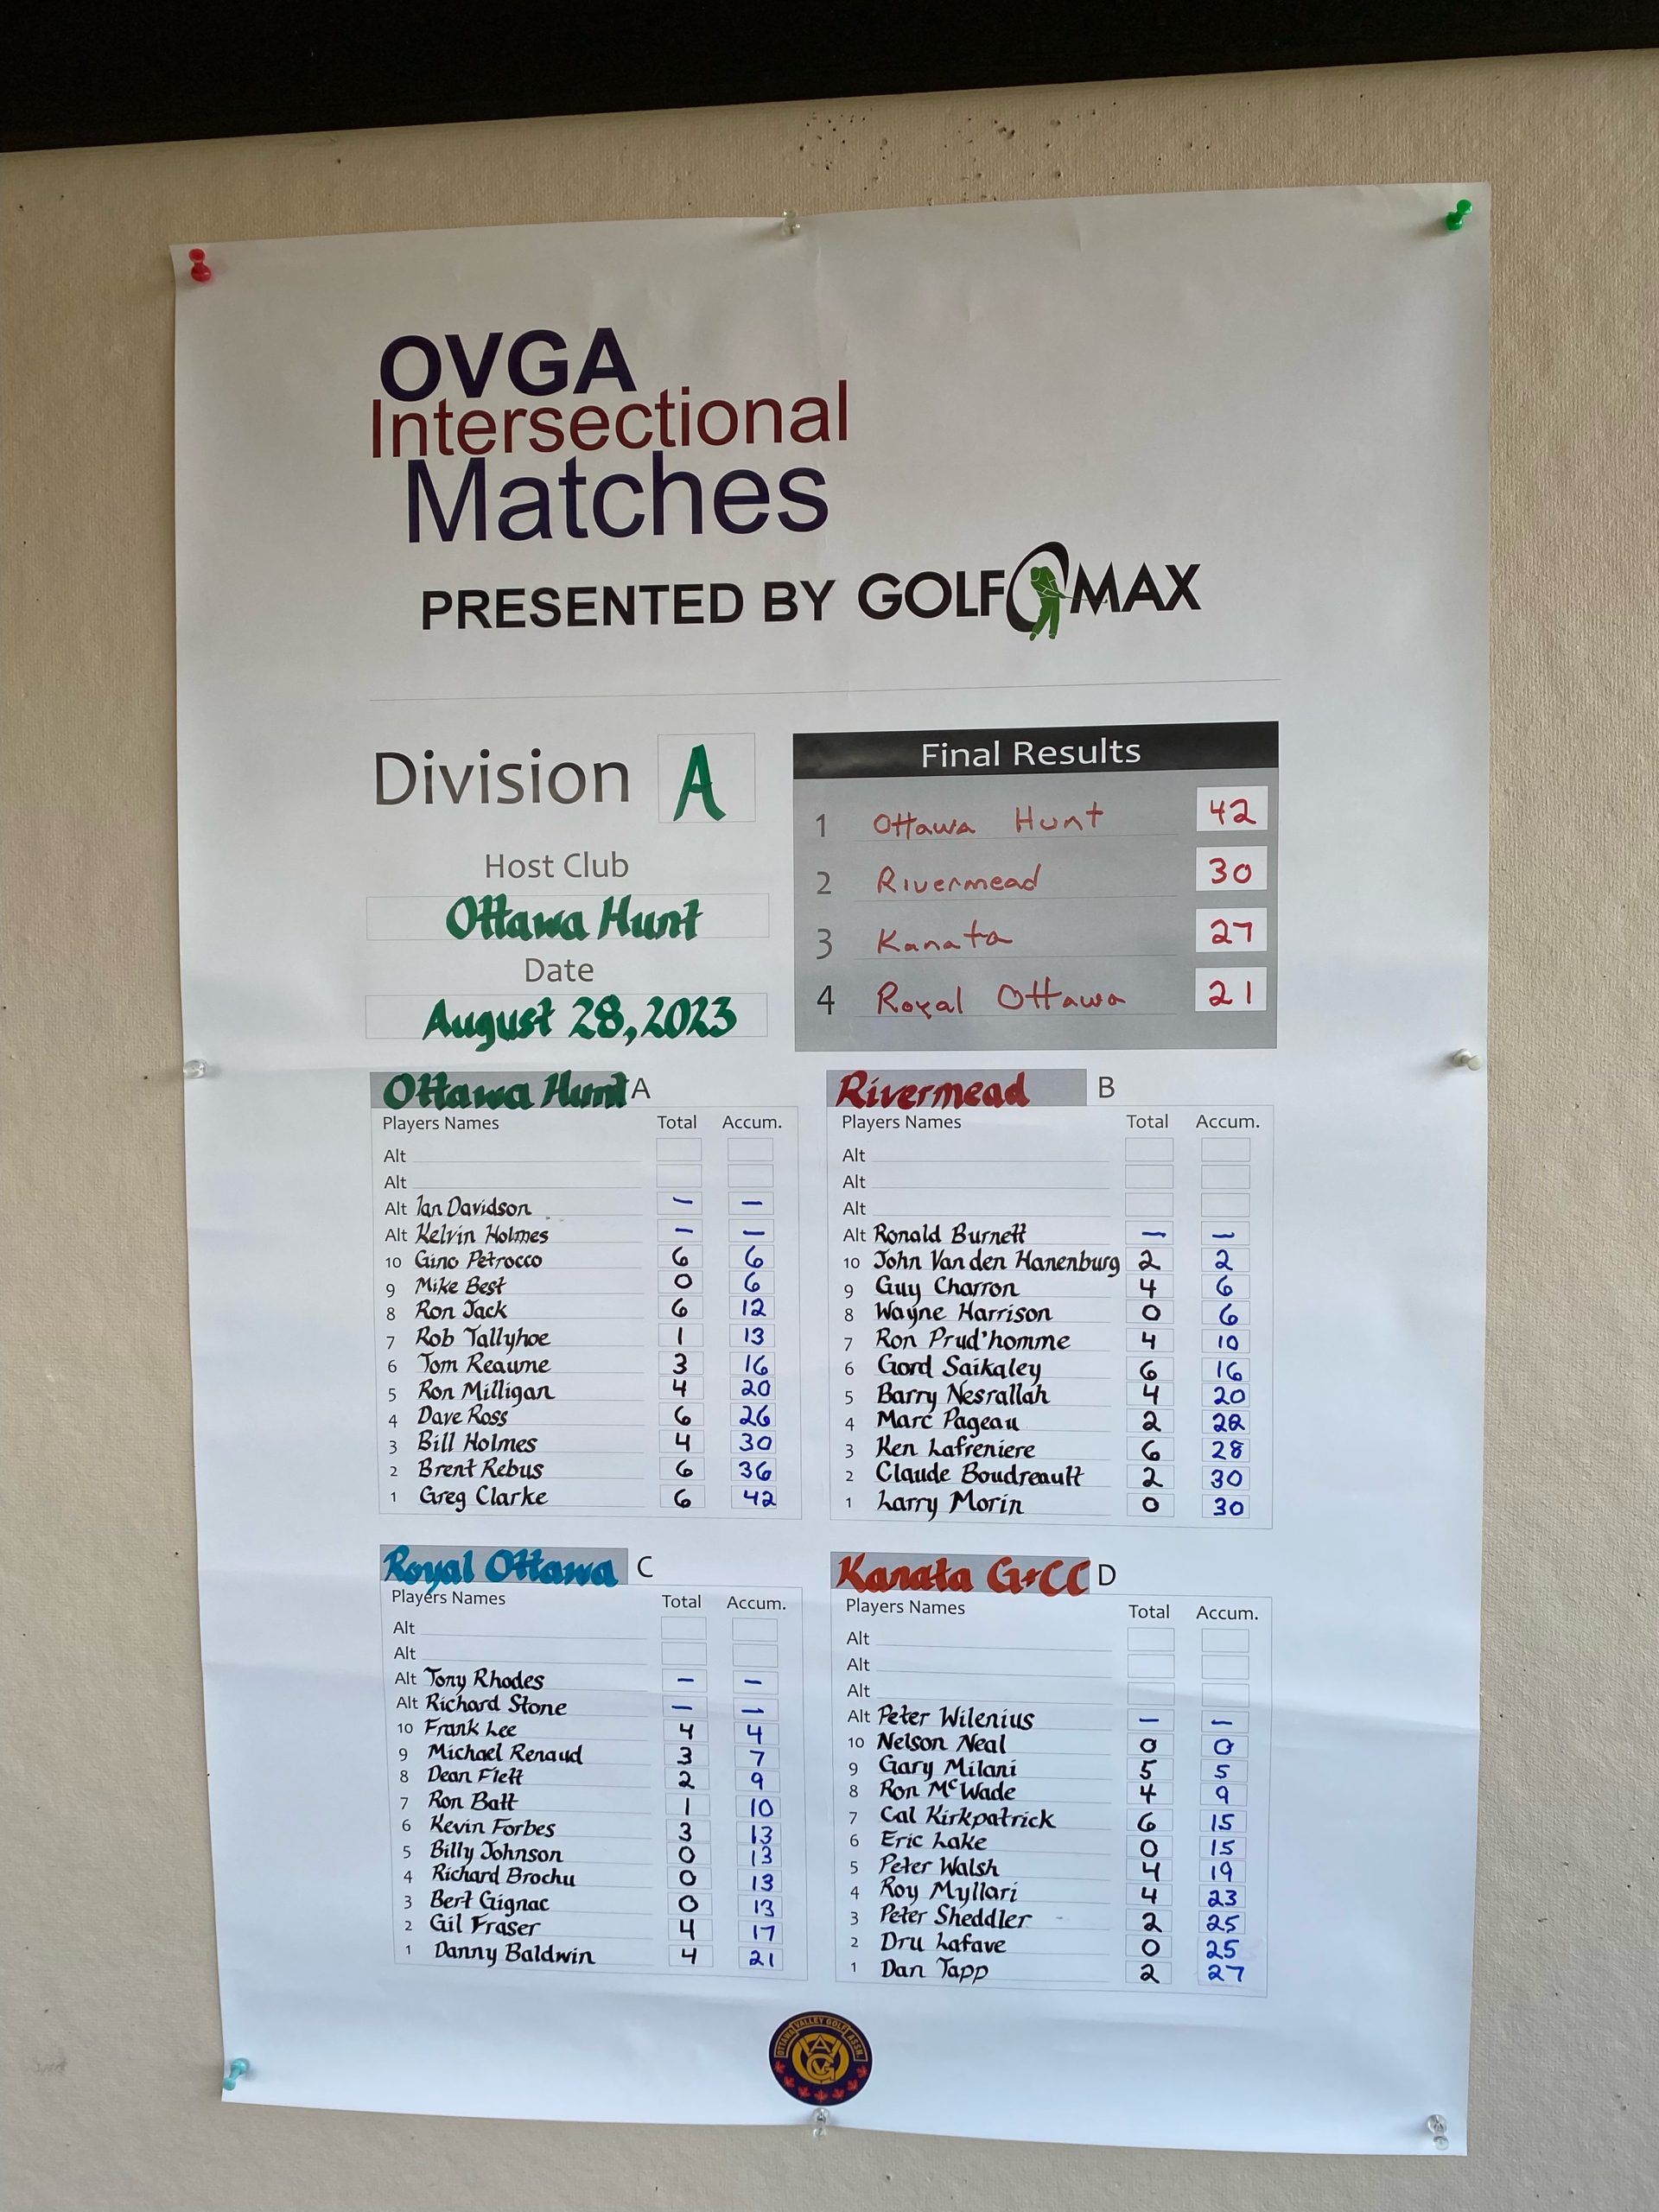 OVGA
Intersectional
Matches
PRESENTED BY GOLFOMAX
Division A
Host Club
Ottawa Hunt
Date
August 28, 2023
Final Results
1 Ottawa Hunt 42
2 Rivermead 30
3 Kanata 27
4 Royal Ottawa 21
Ottawa Hunt A
Players Names Total Accum.
Alt
Alt
Alt Ian Davidson – –
Alt Kelvin Holmes – –
10 Gino Petrocco 6 6
9 Mike Best 0 6
8 Ron Jack 6 12
7 Rob Tallyhoe 1 13
6 Tom Reaume 3 16
5 Ron Milligan 4 20
4 Dave Ross 6 26
3 Bill Holmes 4 30
2 Brent Rebus 6 36
1 Greg Clarke 6 42
Rivermead B
Players Names Total Accum.
Alt
Alt
Alt
Alt Ronald Burnett – –
10 John Van den Hanenburg 2 2
9 Guy Charron 4 6
8 Wayne Harrison 0 6
7 Ron Prud'homme 4 10
6 Gord Saikaley 6 16
5 Barry Nesrallah 4 20
4 Marc Pageau 2 22
3 Ken Lafreniere 6 28
2 Claude Boudreault 2 30
1 Larry Morin 0 30
Royal Ottawa C
Players Names Total Accum.
Alt
Alt
Alt Tony Rhodes – –
Alt Richard Stone – –
10 Frank Lee 4 4
9 Michael Renaud 3 7
8 Dean Flett 2 9
7 Ron Batt 1 10
6 Kevin Forbes 3 13
5 Billy Johnson 0 13
4 Richard Brochu 0 13
3 Bert Gignac 0 13
2 Gil Fraser 4 17
1 Danny Baldwin 4 21
Kanata G+CC D
Players Names Total Accum.
Alt
Alt
Alt
Alt Peter Wilenius – –
10 Nelson Neal 0 0
9 Gary Milani 5 5
8 Ron McWade 4 9
7 Cal Kirkpatrick 6 15
6 Eric Lake 0 15
5 Peter Walsh 4 19
4 Roy Myllari 4 23
3 Peter Sheddler 2 25
2 Dru Lafave 0 25
1 Dan Tapp 2 27
OTTAWA VALLEY GOLF ASSN.